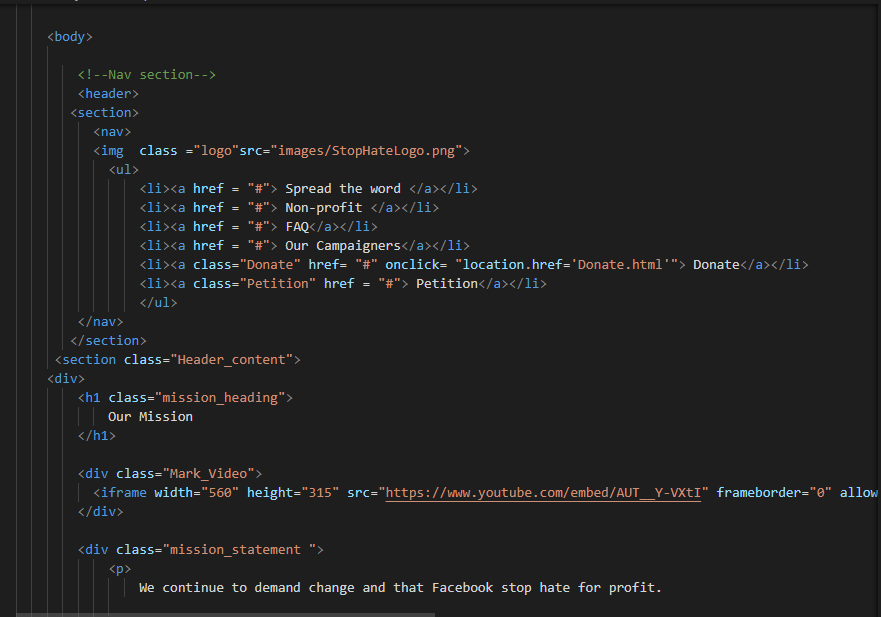 <body>
<!--Nav section-->
<header>
<section>
<nav>
<img  class ="logo"src="images/StopHateLogo.png">
<ul>
<li><a href = "#"> Spread the word </a></li>
<li><a href = "#"> Non-profit </a></li>
<li><a href = "#"> FAQ</a></li>
<li><a href = "#"> Our Campaigners</a></li>
<li><a class="Donate" href= "#" onclick= "location.href='Donate.html'"> Donate</a></li>
<li><a class="Petition" href = "#"> Petition</a></li>
</ul>
</nav>
</section>
<section class="Header_content">
<div>
<h1 class="mission_heading">
Our Mission
</h1>
<div class="Mark_Video">
<iframe width="560" height="315" src="https://www.youtube.com/embed/AUT__Y-VXtI" frameborder="0" allow
</div>
<div class="mission_statement ">
<p>
We continue to demand change and that Facebook stop hate for profit.